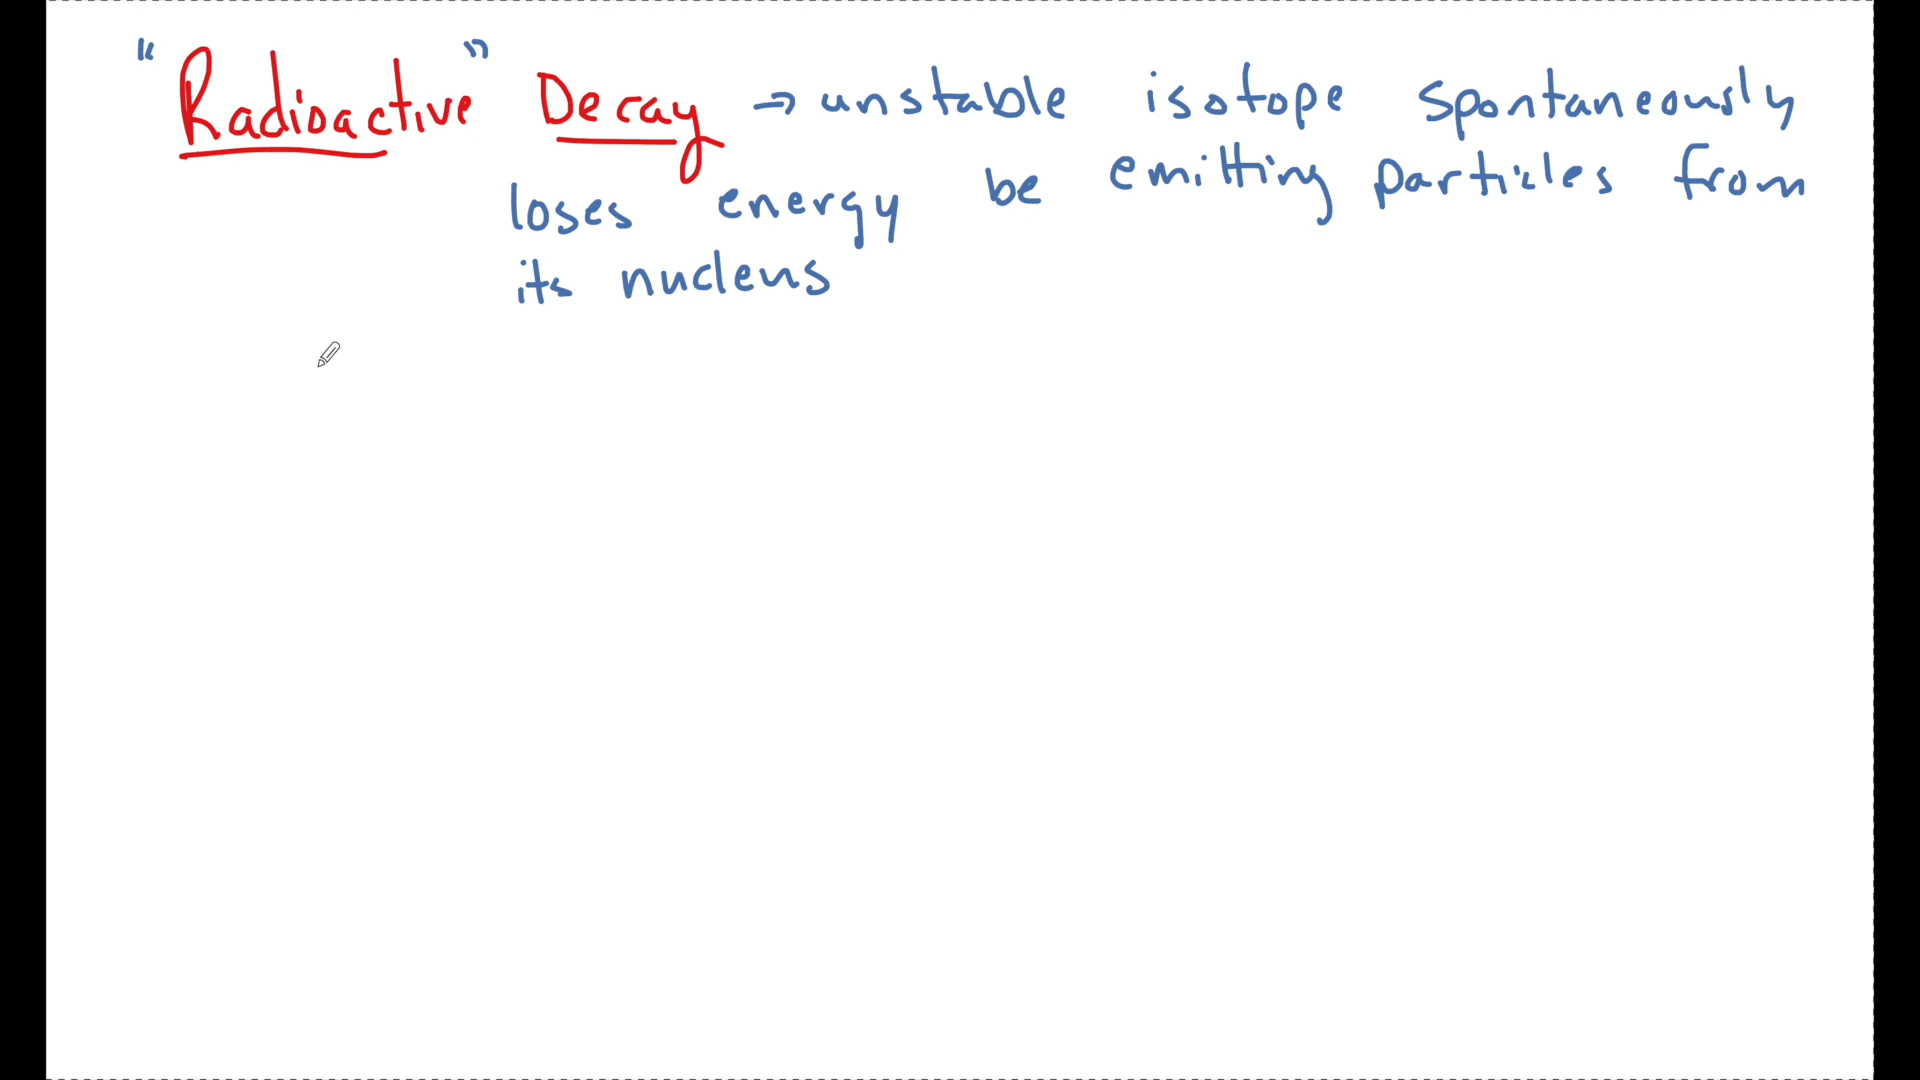 "Radioactive" Decay → unstable isotope spontaneously
loses energy be emitting particles from
its nucleus